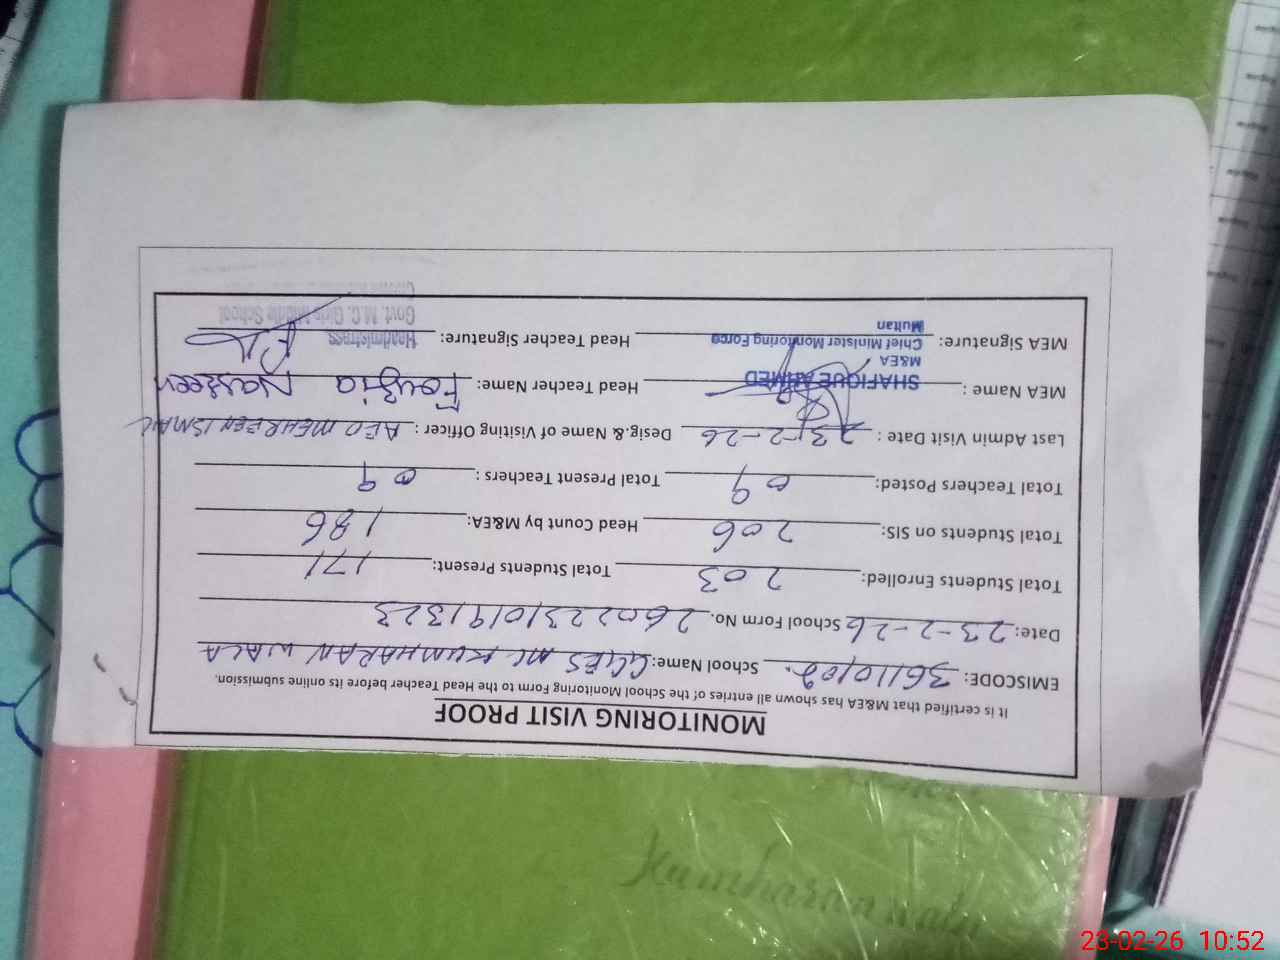 MONITORING VISIT PROOF
It is certified that M&EA has shown all entries of the School Monitoring Form to the Head Teacher before its online submission.
EMISCODE: 36110109. School Name: GGES MC KUMHARAN WALA
Date: 23-2-26 School Form No. 26022310191323
Total Students Enrolled: 203 Total Students Present: 171
Total Students on SIS: 206 Head Count by M&EA: 186
Total Teachers Posted: 09 Total Present Teachers: 09
Last Admin Visit Date: 23-2-26 Desig.& Name of Visiting Officer: AEO MEHREEN ISMAIL
MEA Name: SHAFIQUE AHMED Head Teacher Name: Fouzia Nasreen
M&EA
MEA Signature: Chief Minister Monitoring Force Head Teacher Signature: Headmistress
Multan Govt. M.C. Girls Middle School
Kumharanwala
23-02-26 10:52